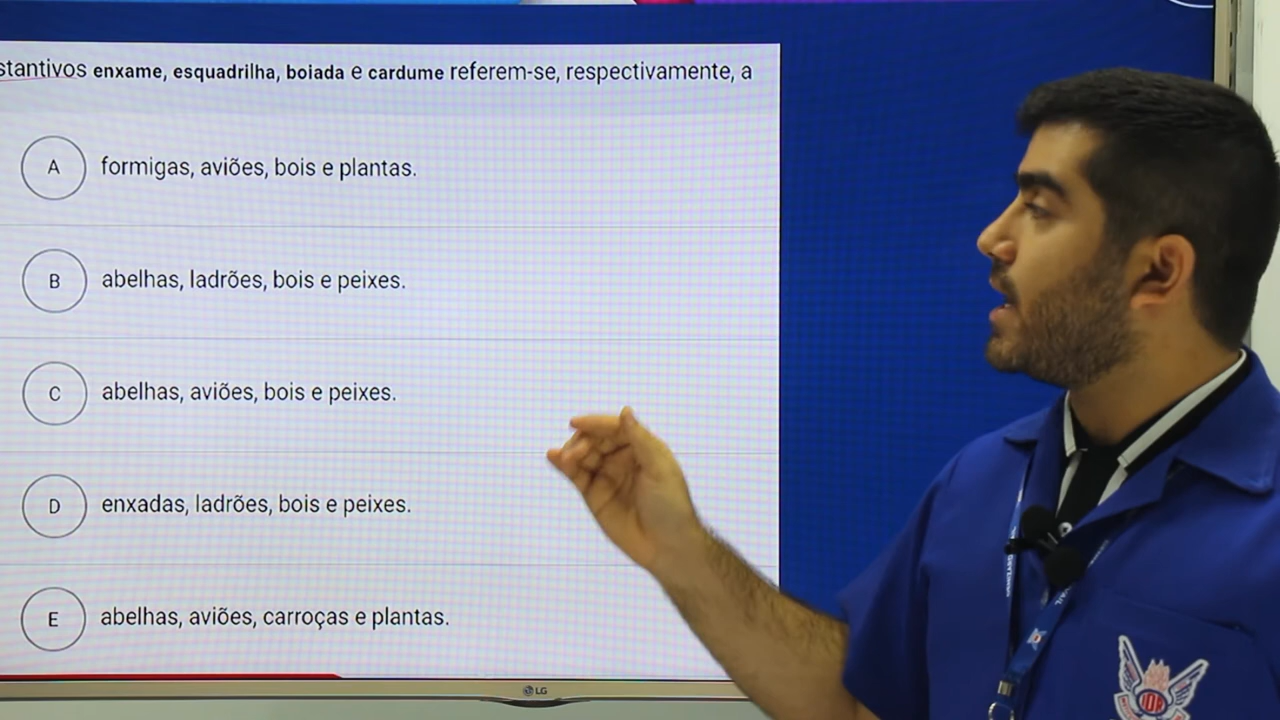 stantivos enxame, esquadrilha, boiada e cardume referem-se, respectivamente, a
A formigas, aviões, bois e plantas.
B abelhas, ladrões, bois e peixes.
C abelhas, aviões, bois e peixes.
D enxadas, ladrões, bois e peixes.
E abelhas, aviões, carroças e plantas.
LG